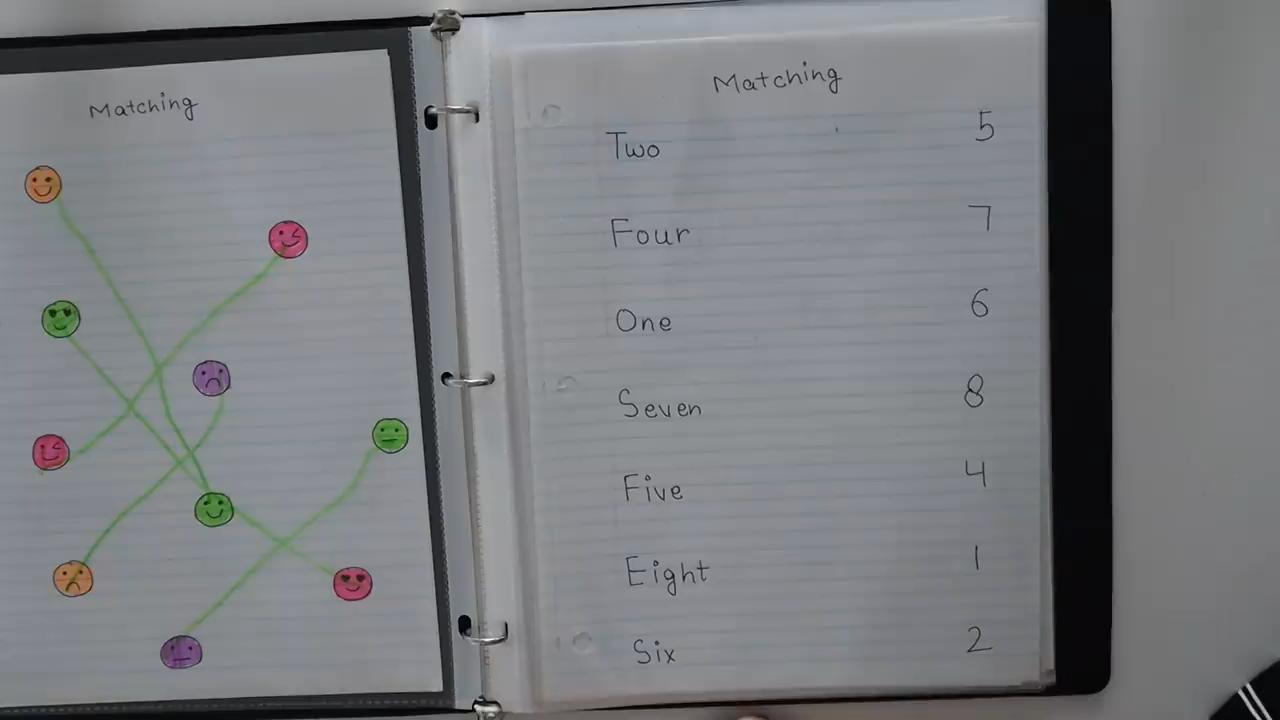 Matching
Matching
Two 5
Four 7
One 6
Seven 8
Five 4
Eight 1
Six 2